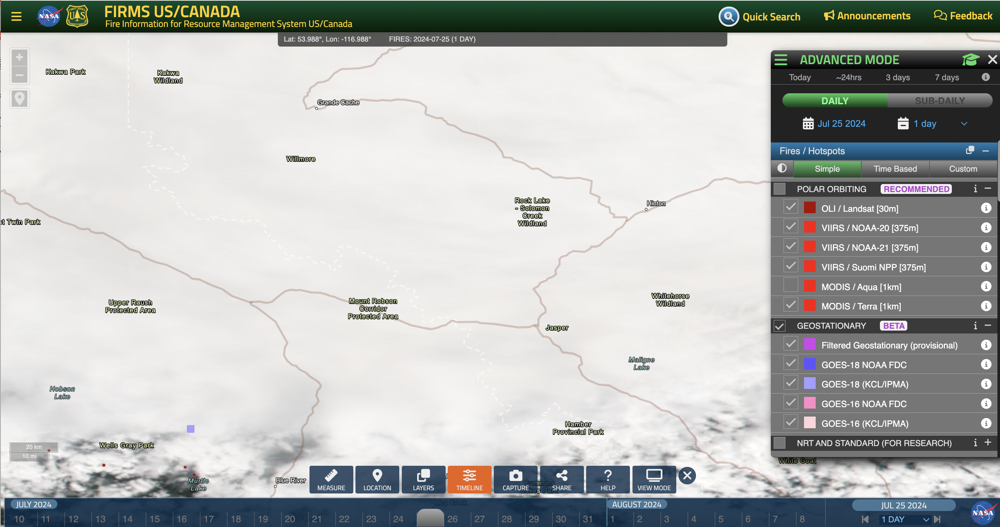 NASA
FOREST SERVICE
US
DEPARTMENT OF AGRICULTURE
FIRMS US/CANADA
Fire Information for Resource Management System US/Canada
Quick Search
Announcements
Feedback
Lat: 53.988°, Lon: -116.988°
FIRES: 2024-07-25 (1 DAY)
+
−
Kakwa Park
Kakwa
Wildland
Grande Cache
Willmore
Rock Lake
- Solomon
Creek
Wildland
Hinton
st Twin Park
Upper Raush
Protected Area
Mount Robson
Corridor
Protected Area
Whitehorse
Wildland
Jasper
Maligne
Lake
Hobson
Lake
Hamber
Provincial Park
Wells Gray Park
20 km
10 mi
Murtle
Lake
Blue River
Cummins
Lakes Park
White Goat
Mica Creek
Mahood
ADVANCED MODE
Today
~24hrs
3 days
7 days
DAILY
SUB-DAILY
Jul 25 2024
1 day
Fires / Hotspots
Simple
Time Based
Custom
POLAR ORBITING
RECOMMENDED
OLI / Landsat [30m]
VIIRS / NOAA-20 [375m]
VIIRS / NOAA-21 [375m]
VIIRS / Suomi NPP [375m]
MODIS / Aqua [1km]
MODIS / Terra [1km]
GEOSTATIONARY
BETA
Filtered Geostationary (provisional)
GOES-18 NOAA FDC
GOES-18 (KCL/IPMA)
GOES-16 NOAA FDC
GOES-16 (KCL/IPMA)
NRT AND STANDARD (FOR RESEARCH)
MEASURE
LOCATION
LAYERS
TIMELINE
CAPTURE
SHARE
HELP
VIEW MODE
JULY 2024
10 11 12 13 14 15 16 17 18 19 20 21 22 23 24 26 27 28 29 30 31
AUGUST 2024
1 2 3 4 5 6 7 8
JUL 25 2024
1 DAY
NASA